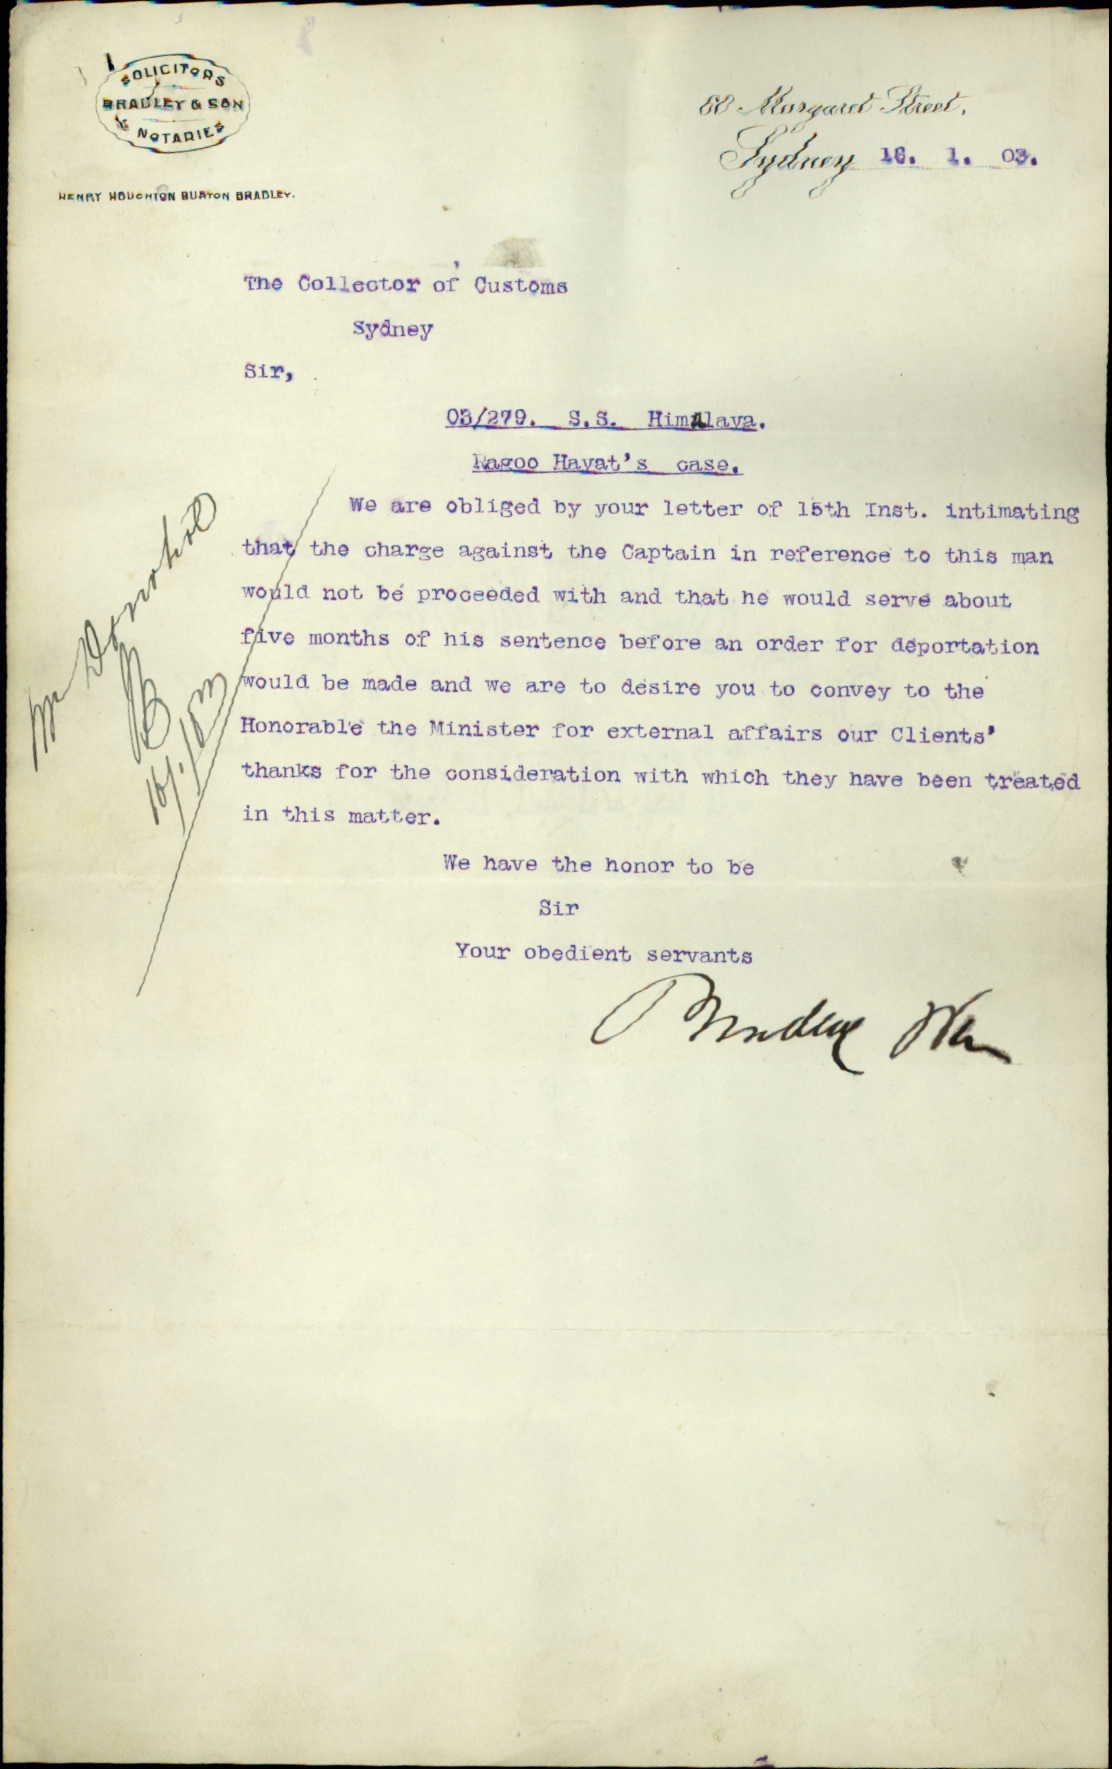 SOLICITORS
BRADLEY & SON
& NOTARIES
HENRY HOUGHTON BURTON BRADLEY.
Margaret Street,
Sydney 16. 1. 03.
The Collector of Customs
Sydney
Sir,
03/279. S.S. Himalaya.
Ragoo Hayat's case.
We are obliged by your letter of 15th Inst. intimating
that the charge against the Captain in reference to this man
would not be proceeded with and that he would serve about
five months of his sentence before an order for deportation
would be made and we are to desire you to convey to the
Honorable the Minister for external affairs our Clients'
thanks for the consideration with which they have been treated
in this matter.
We have the honor to be
Sir
Your obedient servants
Bradley & Son
Mr Donohoe